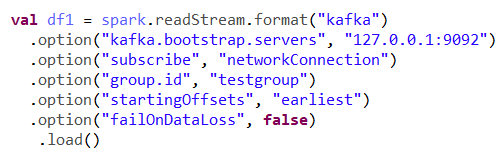 val df1 = spark.readStream.format("kafka")
  .option("kafka.bootstrap.servers", "127.0.0.1:9092")
  .option("subscribe", "networkConnection")
  .option("group.id", "testgroup")
  .option("startingOffsets", "earliest")
  .option("failOnDataLoss", false)
   .load()